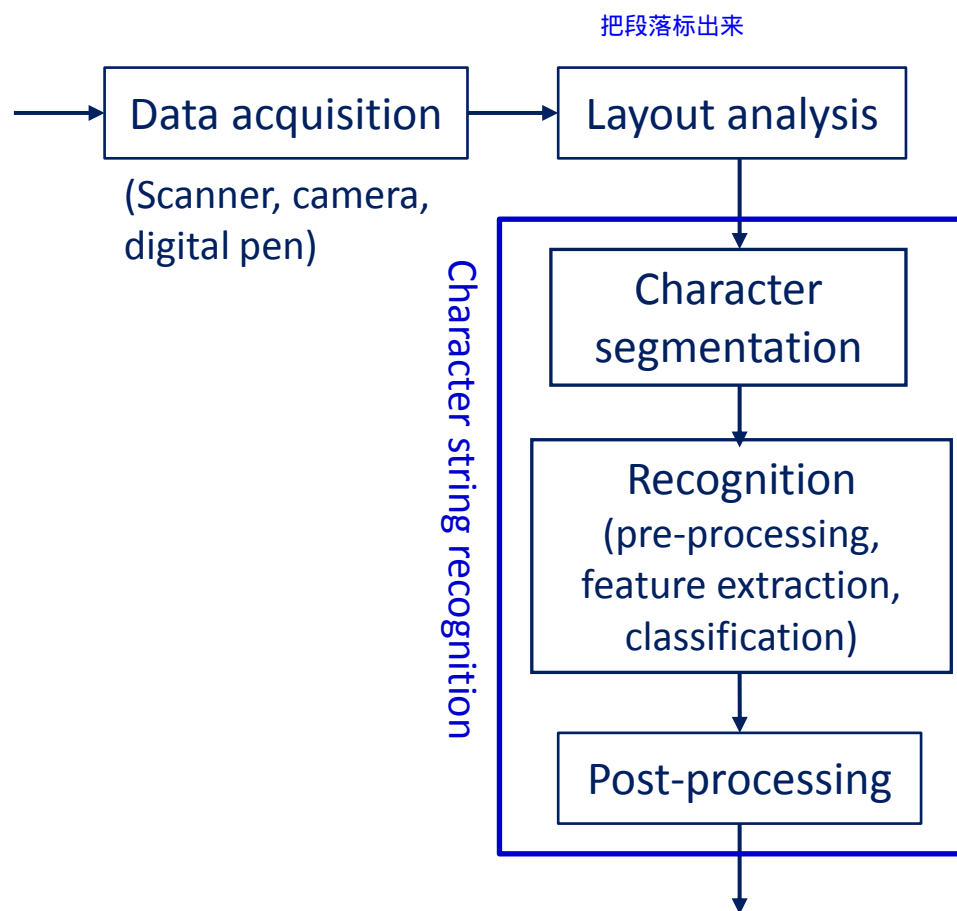 把段落标出来
Data acquisition
Layout analysis
(Scanner, camera,
digital pen)
Character string recognition
Character
segmentation
Recognition
(pre-processing,
feature extraction,
classification)
Post-processing